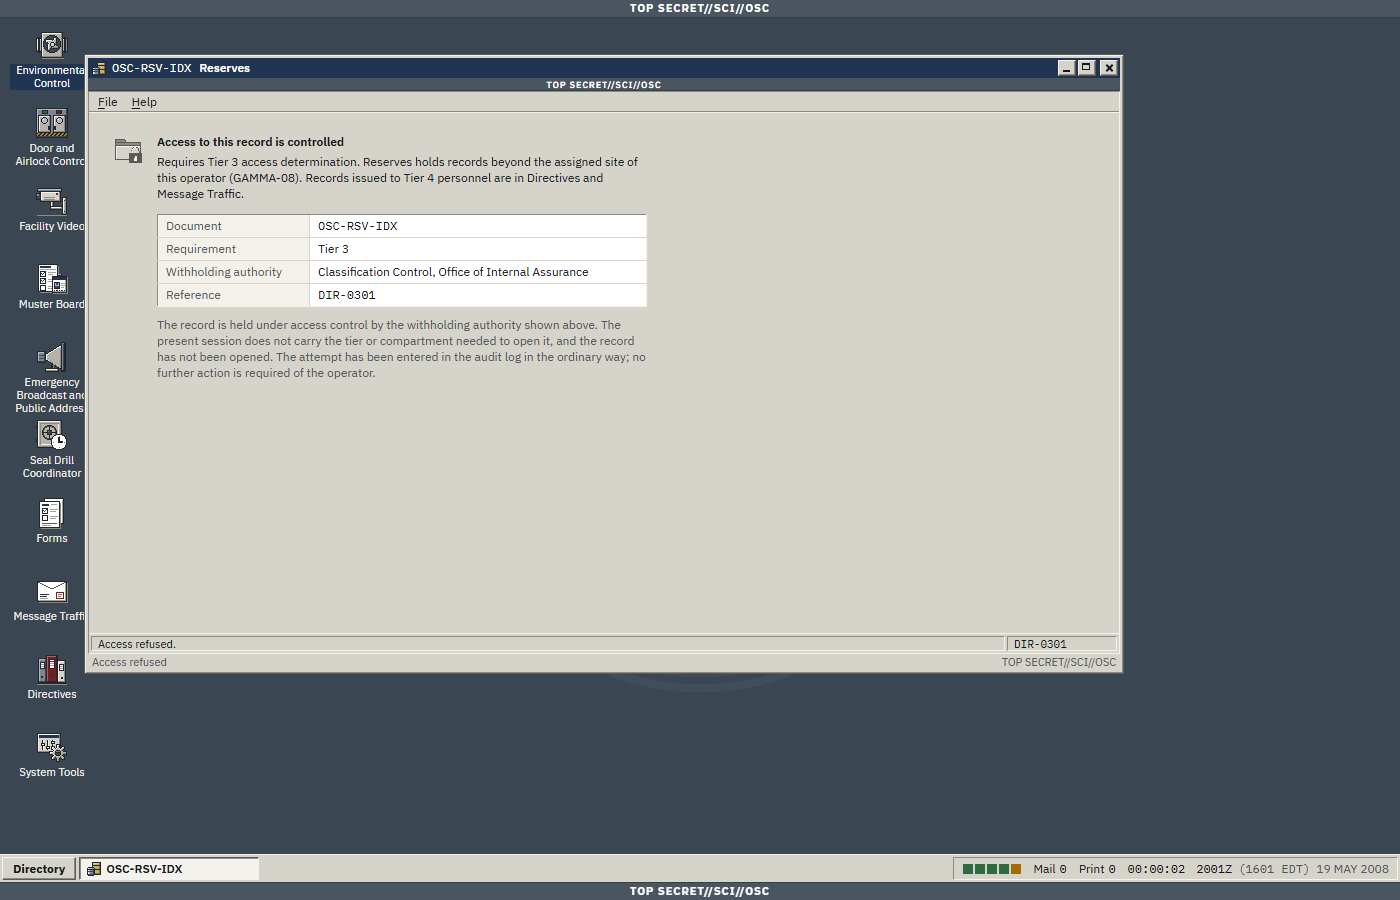 TOP SECRET//SCI//OSC
Environmenta
Control
Door and
Airlock Contro
Facility Video
Muster Board
Emergency
Broadcast and
Public Addres
Seal Drill
Coordinator
Forms
Message Traffi
Directives
System Tools
OSC-RSV-IDX Reserves
TOP SECRET//SCI//OSC
File Help
Access to this record is controlled
Requires Tier 3 access determination. Reserves holds records beyond the assigned site of
this operator (GAMMA-08). Records issued to Tier 4 personnel are in Directives and
Message Traffic.
Document OSC-RSV-IDX
Requirement Tier 3
Withholding authority Classification Control, Office of Internal Assurance
Reference DIR-0301
The record is held under access control by the withholding authority shown above. The
present session does not carry the tier or compartment needed to open it, and the record
has not been opened. The attempt has been entered in the audit log in the ordinary way; no
further action is required of the operator.
Access refused. DIR-0301
Access refused TOP SECRET//SCI//OSC
Directory OSC-RSV-IDX Mail 0 Print 0 00:00:02 2001Z (1601 EDT) 19 MAY 2008
TOP SECRET//SCI//OSC